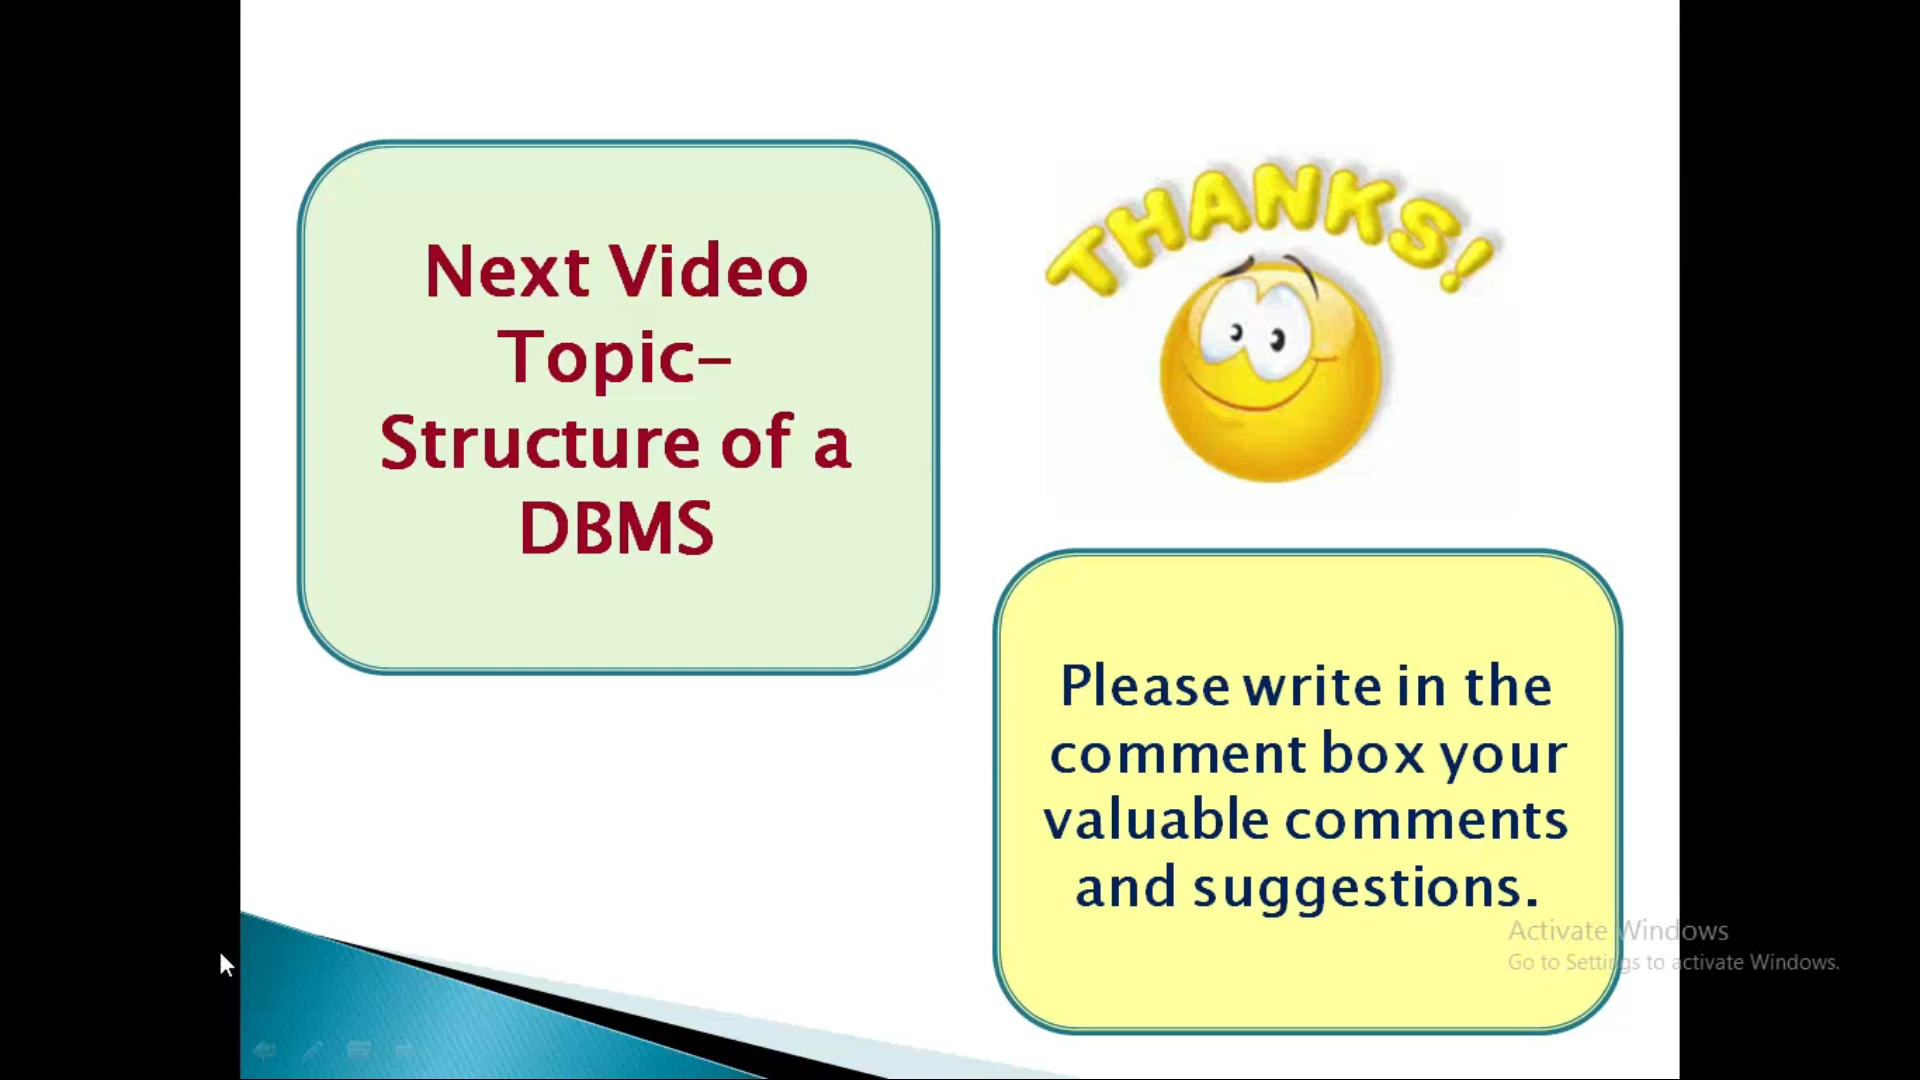 Next Video
Topic-
Structure of a
DBMS
THANKS!
Please write in the
comment box your
valuable comments
and suggestions.
Activate Windows
Go to Settings to activate Windows.